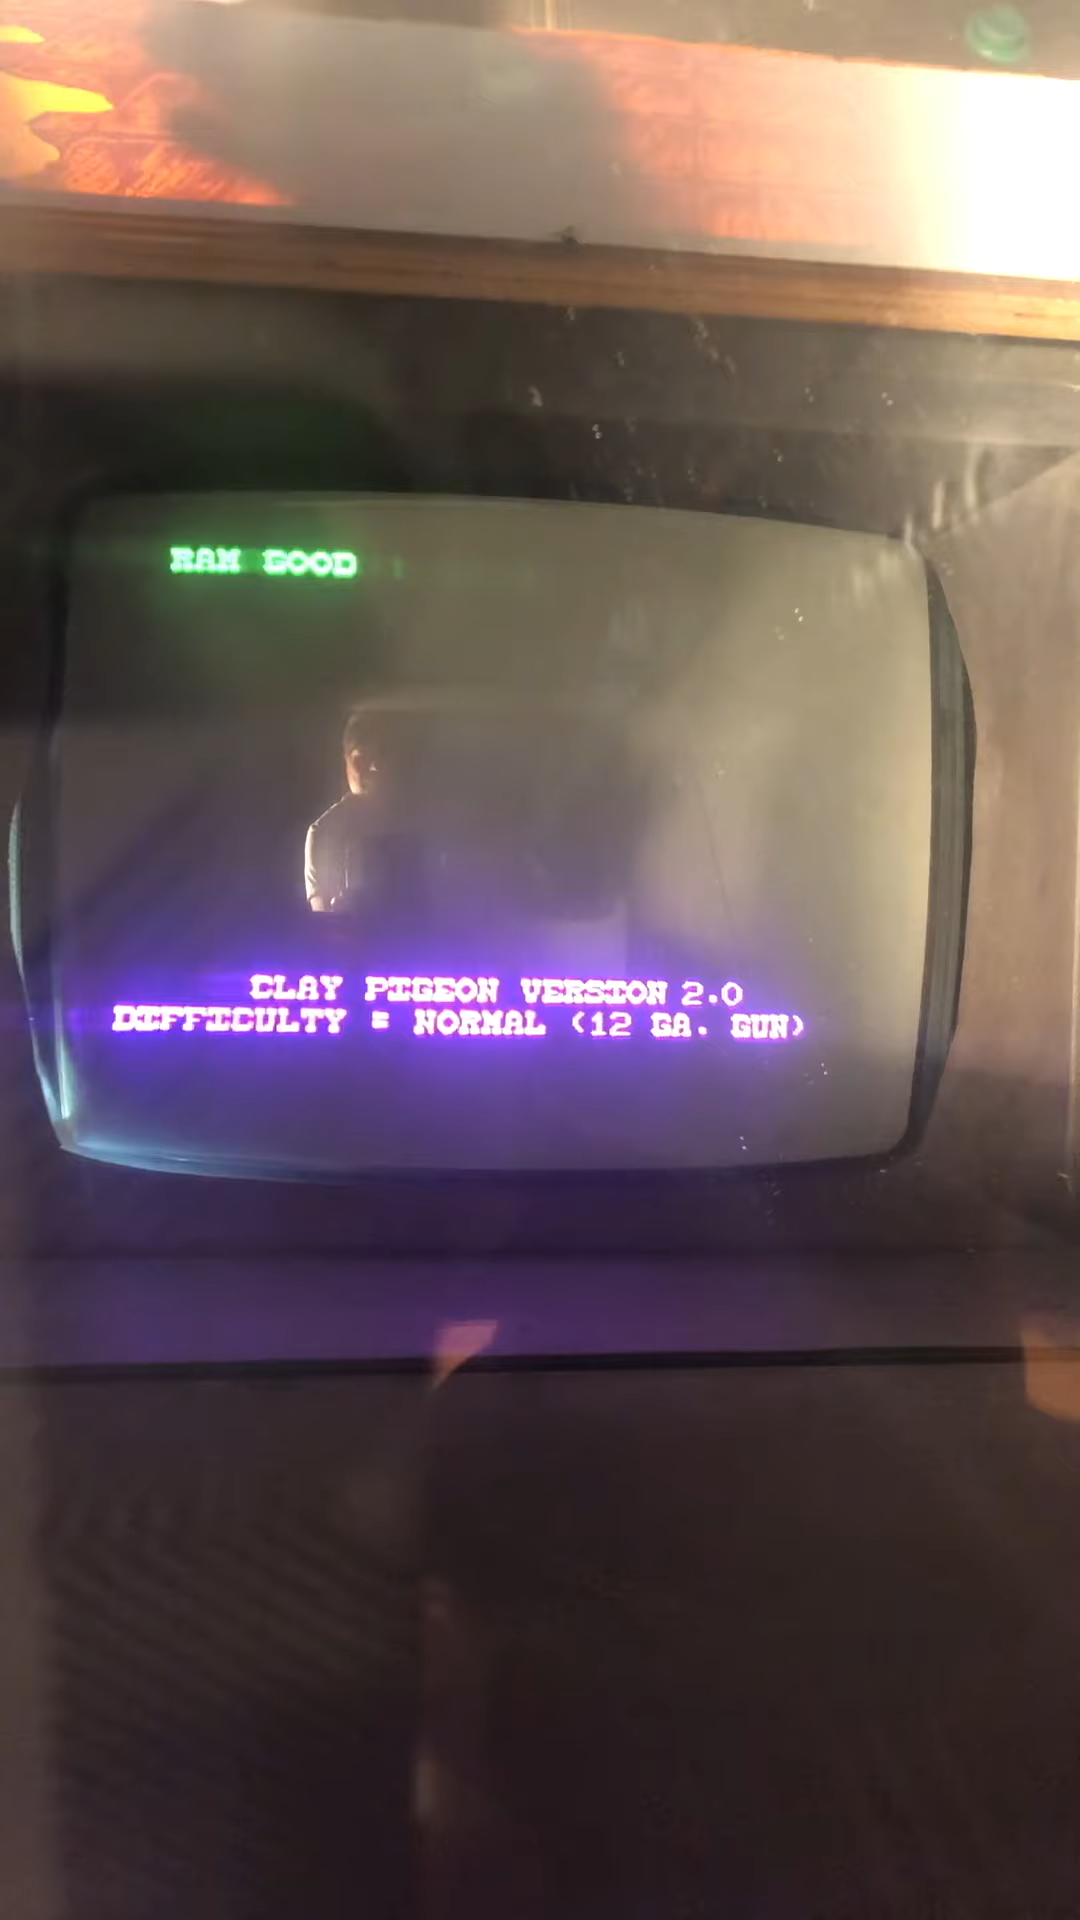 RAM GOOD
CLAY PIGEON VERSION 2.0
DIFFICULTY = NORMAL (12 GA. GUN)